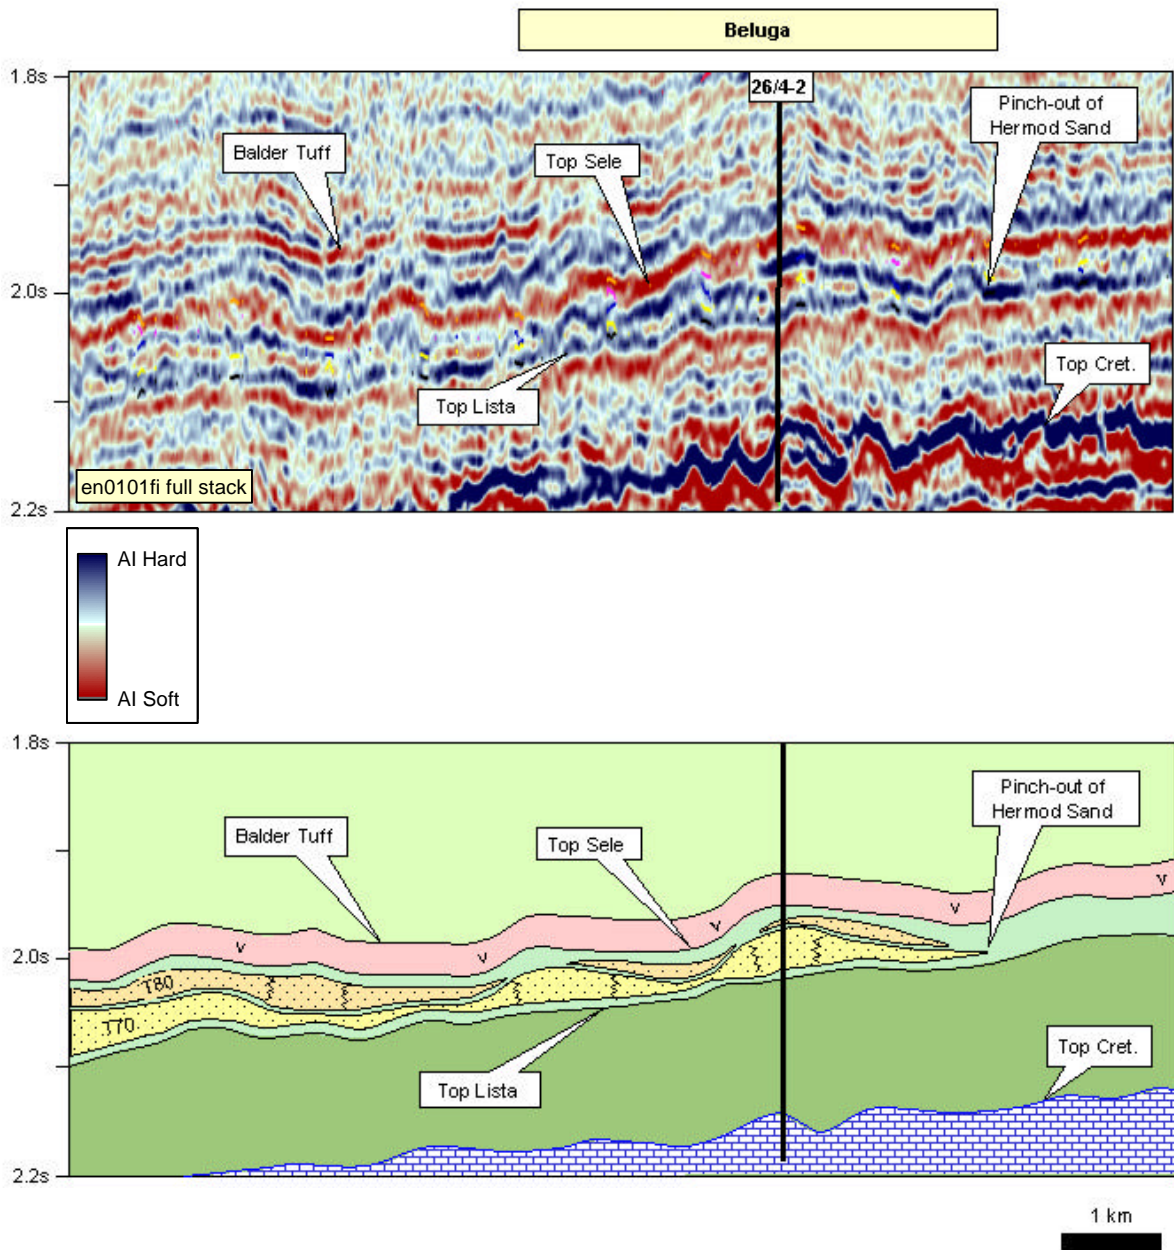 Beluga
1.8s
26/4-2
Pinch-out of
Hermod Sand
Balder Tuff
Top Sele
2.0s
Top Cret.
Top Lista
en0101fi full stack
2.2s
AI Hard
AI Soft
1.8s
Pinch-out of
Hermod Sand
Balder Tuff
Top Sele
v
v
v
v
v
2.0s
T80
T70
Top Cret.
Top Lista
2.2s
1 km